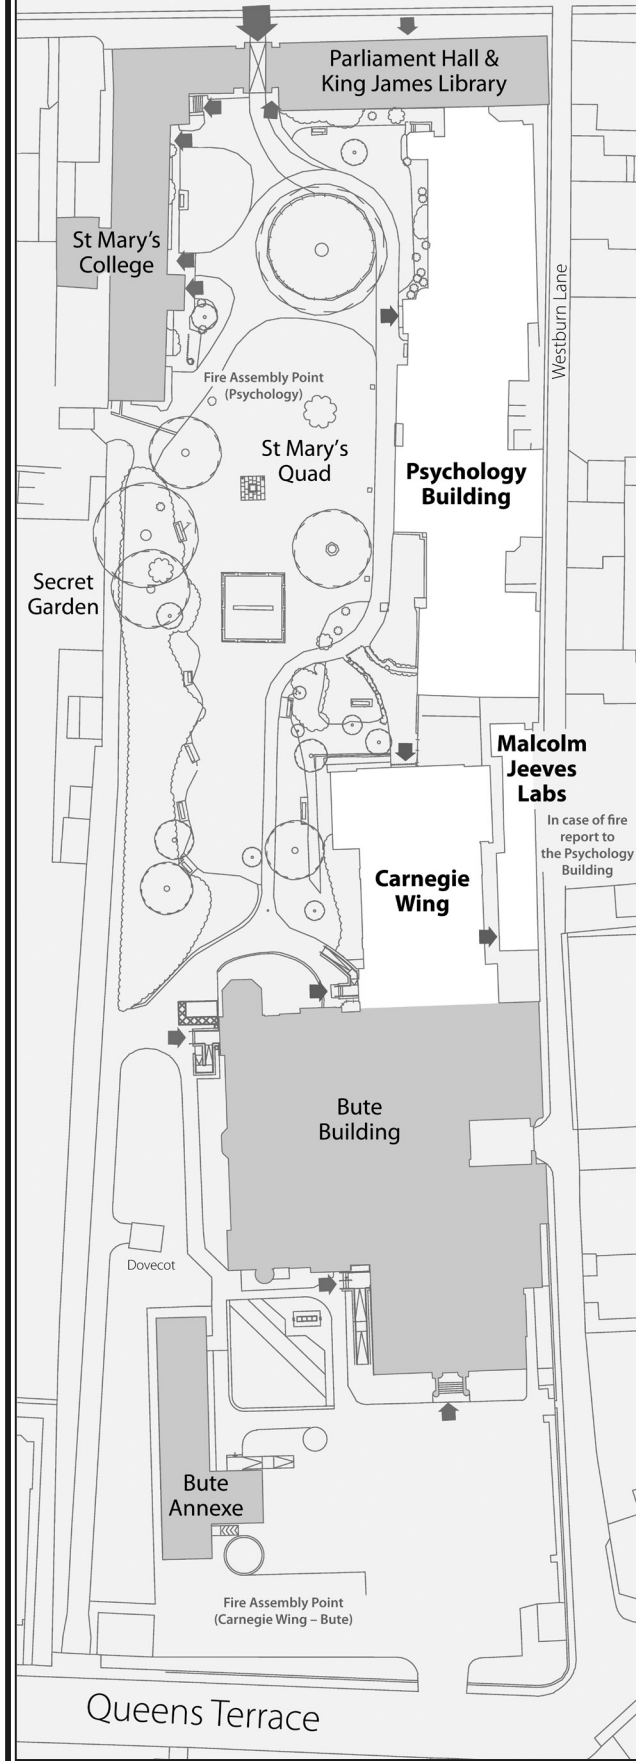 Parliament Hall &
King James Library
St Mary's
College
Westburn Lane
Fire Assembly Point
(Psychology)
St Mary's
Quad
Psychology
Building
Secret
Garden
Malcolm
Jeeves
Labs
In case of fire
report to
the Psychology
Building
Carnegie
Wing
Bute
Building
Dovecot
Bute
Annexe
Fire Assembly Point
(Carnegie Wing – Bute)
Queens Terrace